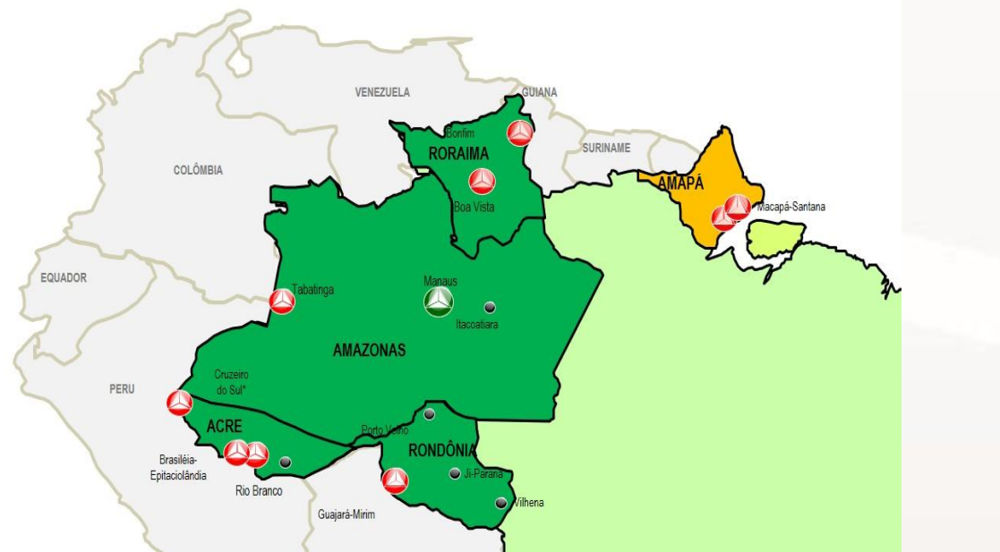 VENEZUELA
GUIANA
Bonfim
RORAIMA
SURINAME
COLÔMBIA
AMAPÁ
Boa Vista
Macapá-Santana
EQUADOR
Tabatinga
Manaus
Itacoatiara
AMAZONAS
Cruzeiro
do Sul*
PERU
ACRE
Porto Velho
RONDÔNIA
Brasiléia-
Epitaciolândia
Ji-Paraná
Rio Branco
Vilhena
Guajará-Mirim